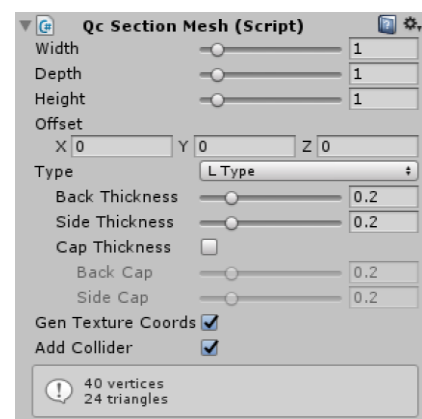 Qc Section Mesh (Script)
Width 1
Depth 1
Height 1
Offset
X 0 Y 0 Z 0
Type L Type
Back Thickness 0.2
Side Thickness 0.2
Cap Thickness
Back Cap 0.2
Side Cap 0.2
Gen Texture Coords
Add Collider
40 vertices
24 triangles